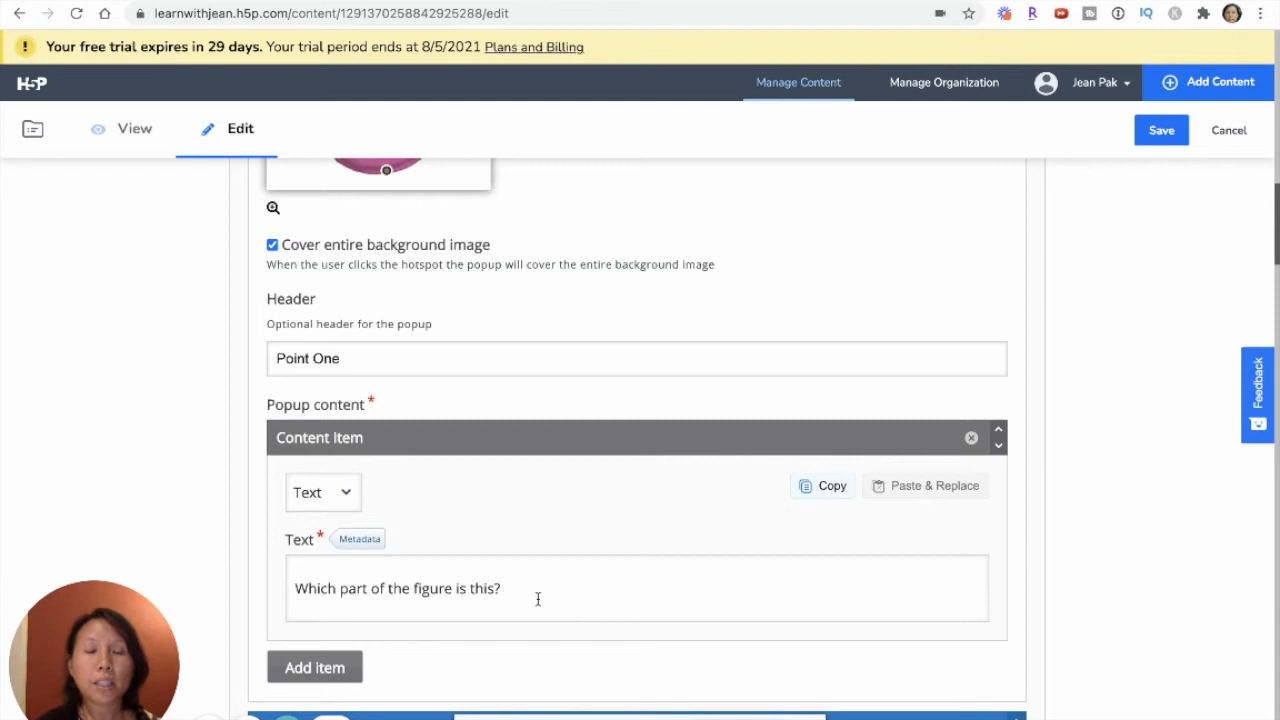 learnwithjean.h5p.com/content/1291370258842925288/edit
Your free trial expires in 29 days. Your trial period ends at 8/5/2021 Plans and Billing
H5P
Manage Content
Manage Organization
Jean Pak
Add Content
View
Edit
Save
Cancel
Cover entire background image
When the user clicks the hotspot the popup will cover the entire background image
Header
Optional header for the popup
Point One
Popup content*
Content Item
Text
Copy
Paste & Replace
Text* Metadata
Which part of the figure is this?
Add item
Feedback